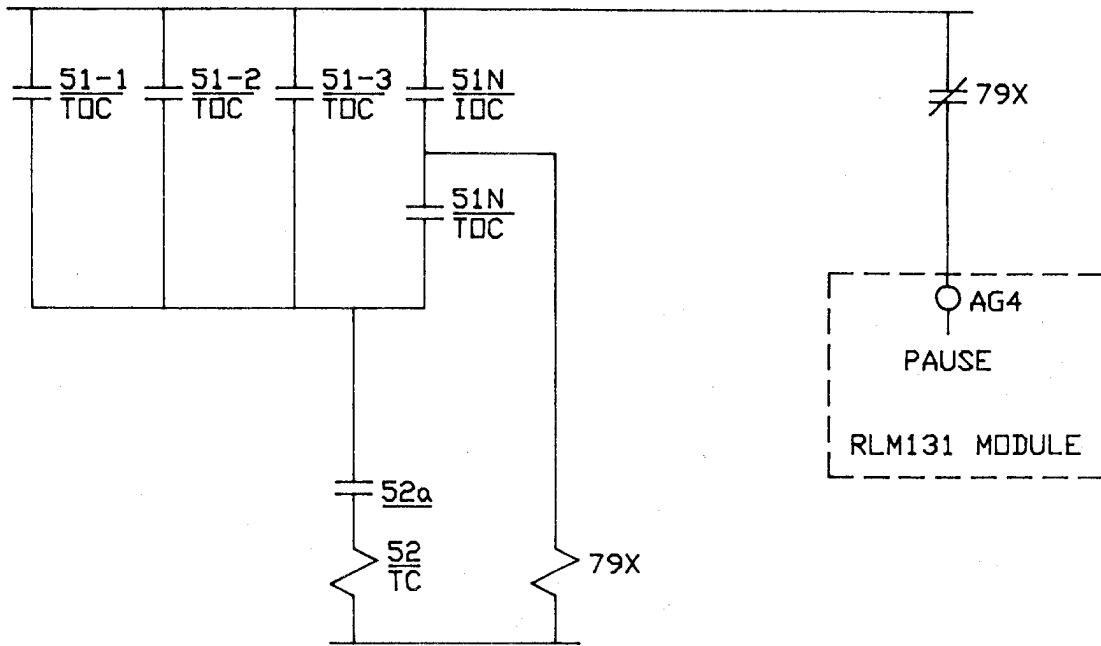 51-1
TOC
51-2
TOC
51-3
TOC
51N
IOC
79X
51N
TOC
AG4
PAUSE
RLM131 MODULE
52a
52
TC
79X